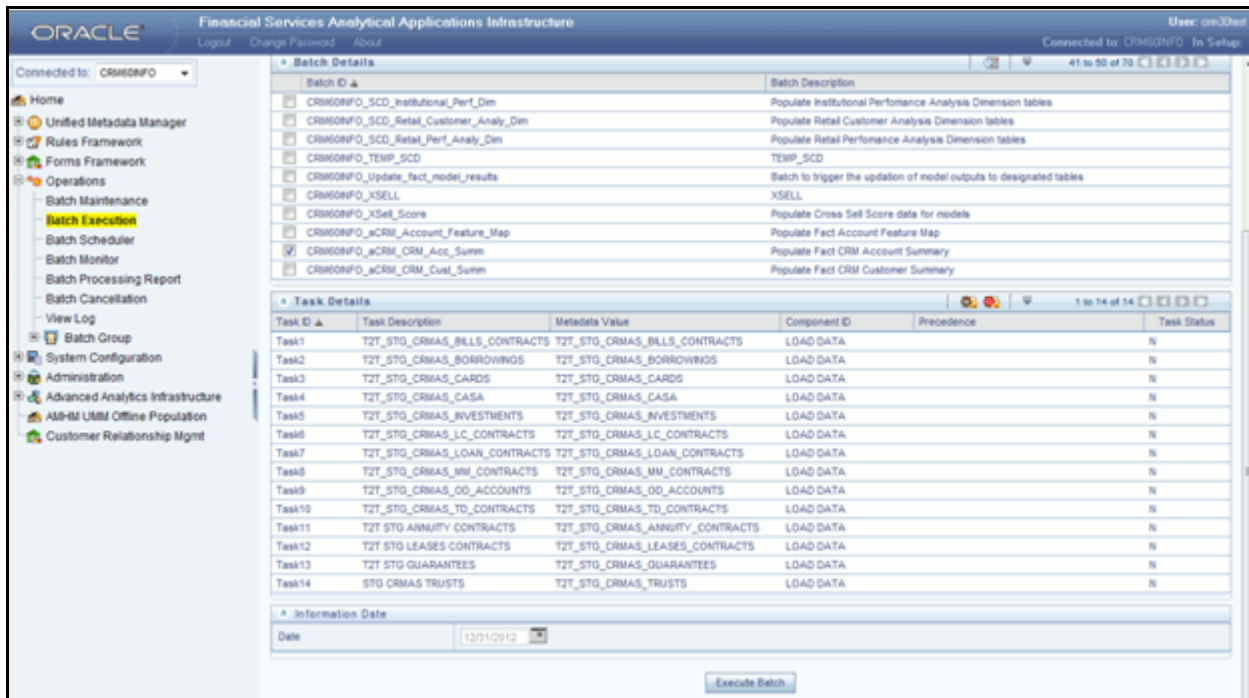 ORACLE
Financial Services Analytical Applications Infrastructure
User: crm30test
Logout Change Password About
Connected to: CRM60INFO In Setup:
Connected to: CRM60INFO
Home
Unified Metadata Manager
Rules Framework
Forms Framework
Operations
Batch Maintenance
Batch Execution
Batch Scheduler
Batch Monitor
Batch Processing Report
Batch Cancellation
View Log
Batch Group
System Configuration
Administration
Advanced Analytics Infrastructure
AMHM UMM Offline Population
Customer Relationship Mgmt
Batch Details 41 to 50 of 70
Batch ID Batch Description
CRM60INFO_SCD_Institutional_Perf_Dim Populate Institutional Perfomance Analysis Dimension tables
CRM60INFO_SCD_Retail_Customer_Analy_Dim Populate Retail Customer Analysis Dimension tables
CRM60INFO_SCD_Retail_Perf_Analy_Dim Populate Retail Perfomance Analysis Dimension tables
CRM60INFO_TEMP_SCD TEMP_SCD
CRM60INFO_Update_fact_model_results Batch to trigger the updation of model outputs to designated tables
CRM60INFO_XSELL XSELL
CRM60INFO_XSell_Score Populate Cross Sell Score data for models
CRM60INFO_aCRM_Account_Feature_Map Populate Fact Account Feature Map
CRM60INFO_aCRM_CRM_Acc_Summ Populate Fact CRM Account Summary
CRM60INFO_aCRM_CRM_Cust_Summ Populate Fact CRM Customer Summary
Task Details 1 to 14 of 14
Task ID Task Description Metadata Value Component ID Precedence Task Status
Task1 T2T_STG_CRMAS_BILLS_CONTRACTS T2T_STG_CRMAS_BILLS_CONTRACTS LOAD DATA N
Task2 T2T_STG_CRMAS_BORROWINGS T2T_STG_CRMAS_BORROWINGS LOAD DATA N
Task3 T2T_STG_CRMAS_CARDS T2T_STG_CRMAS_CARDS LOAD DATA N
Task4 T2T_STG_CRMAS_CASA T2T_STG_CRMAS_CASA LOAD DATA N
Task5 T2T_STG_CRMAS_INVESTMENTS T2T_STG_CRMAS_INVESTMENTS LOAD DATA N
Task6 T2T_STG_CRMAS_LC_CONTRACTS T2T_STG_CRMAS_LC_CONTRACTS LOAD DATA N
Task7 T2T_STG_CRMAS_LOAN_CONTRACTS T2T_STG_CRMAS_LOAN_CONTRACTS LOAD DATA N
Task8 T2T_STG_CRMAS_MM_CONTRACTS T2T_STG_CRMAS_MM_CONTRACTS LOAD DATA N
Task9 T2T_STG_CRMAS_OD_ACCOUNTS T2T_STG_CRMAS_OD_ACCOUNTS LOAD DATA N
Task10 T2T_STG_CRMAS_TD_CONTRACTS T2T_STG_CRMAS_TD_CONTRACTS LOAD DATA N
Task11 T2T STG ANNUITY CONTRACTS T2T_STG_CRMAS_ANNUITY_CONTRACTS LOAD DATA N
Task12 T2T STG LEASES CONTRACTS T2T_STG_CRMAS_LEASES_CONTRACTS LOAD DATA N
Task13 T2T STG GUARANTEES T2T_STG_CRMAS_GUARANTEES LOAD DATA N
Task14 STG CRMAS TRUSTS T2T_STG_CRMAS_TRUSTS LOAD DATA N
Information Date
Date 12/31/2012
Execute Batch